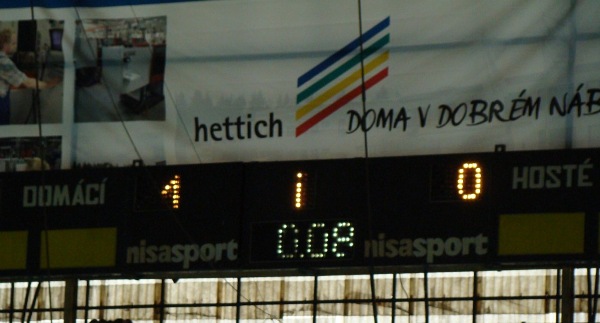 hettich
DOMA V DOBRÉM NÁB
DOMÁCÍ 1 1 0 HOSTÉ
nisasport 0.08 nisasport